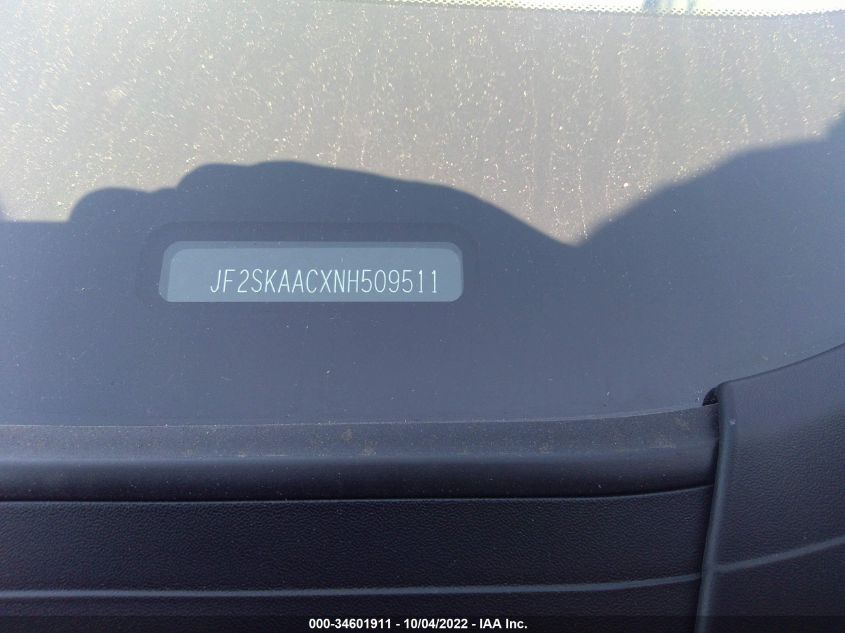 JF2SKAACXNH509511
000-34601911 - 10/04/2022 - IAA Inc.